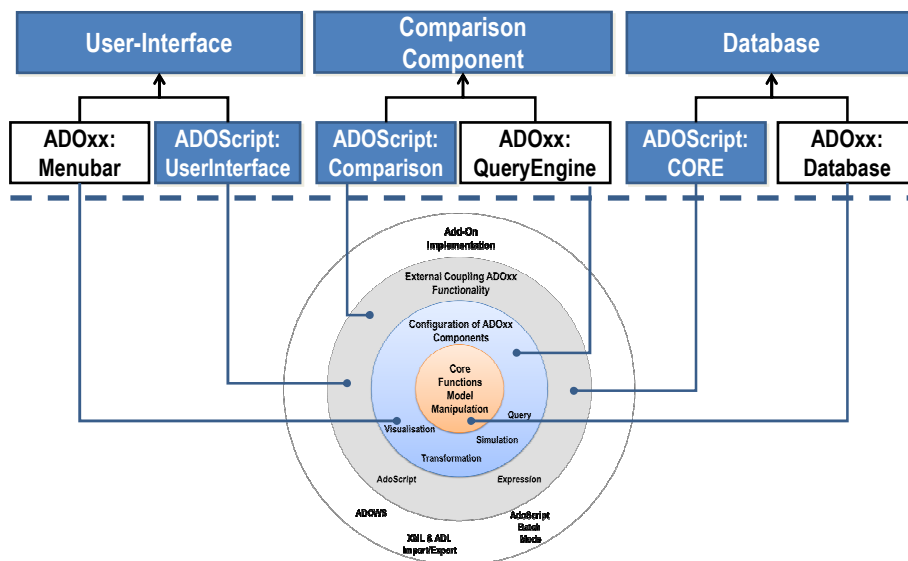 User-Interface
Comparison
Component
Database
ADOxx:
Menubar
ADOScript:
UserInterface
ADOScript:
Comparison
ADOxx:
QueryEngine
ADOScript:
CORE
ADOxx:
Database
Add-On
Implementation
External Coupling ADOxx
Functionality
Configuration of ADOxx
Components
Core
Functions
Model
Manipulation
Query
Visualisation
Simulation
Transformation
AdoScript
Expression
ADOWS
AdoScript
Batch
Mode
XML & ADL
Import/Export